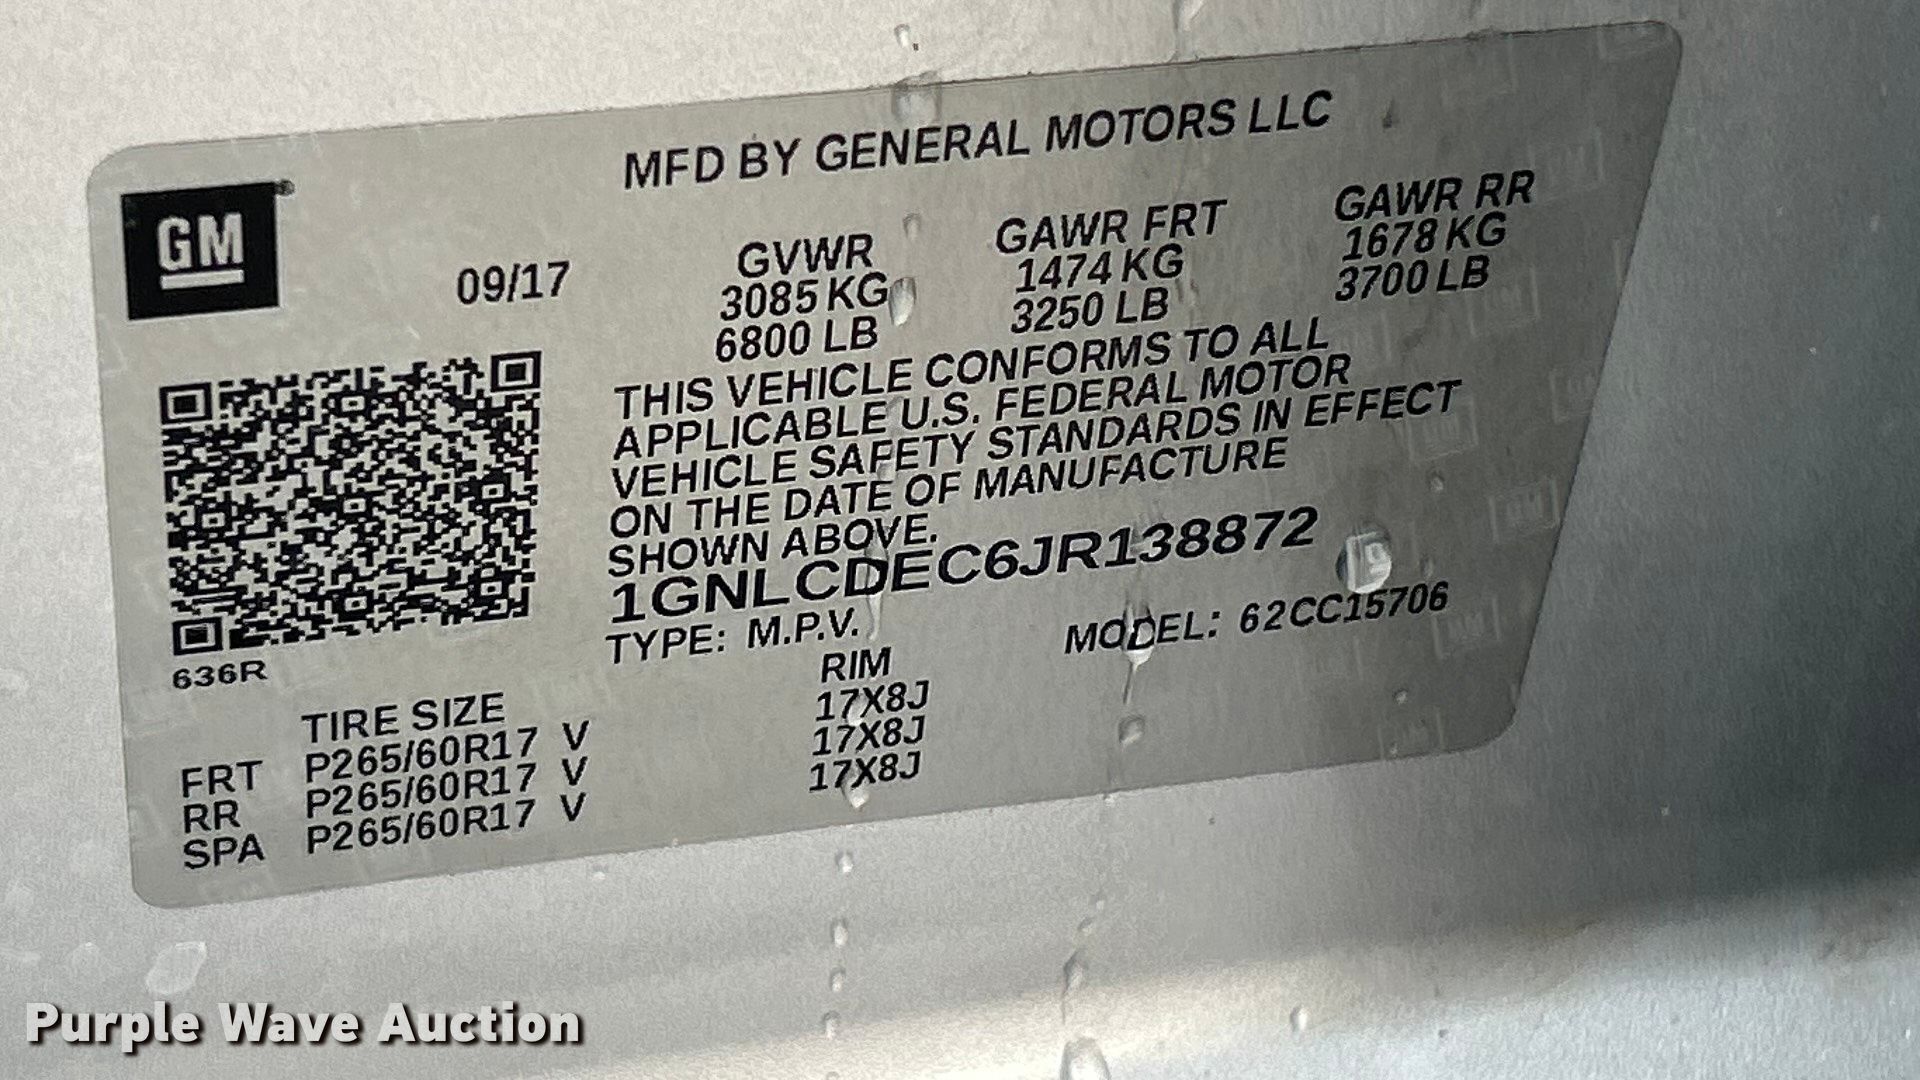 MFD BY GENERAL MOTORS LLC
GM
09/17
GVWR GAWR FRT GAWR RR
3085 KG 1474 KG 1678 KG
6800 LB 3250 LB 3700 LB
THIS VEHICLE CONFORMS TO ALL
APPLICABLE U.S. FEDERAL MOTOR
VEHICLE SAFETY STANDARDS IN EFFECT
ON THE DATE OF MANUFACTURE
SHOWN ABOVE.
1GNLCDEC6JR138872
TYPE: M.P.V. MODEL: 62CC15706
636R
TIRE SIZE RIM
FRT P265/60R17 V 17X8J
RR P265/60R17 V 17X8J
SPA P265/60R17 V 17X8J
Purple Wave Auction